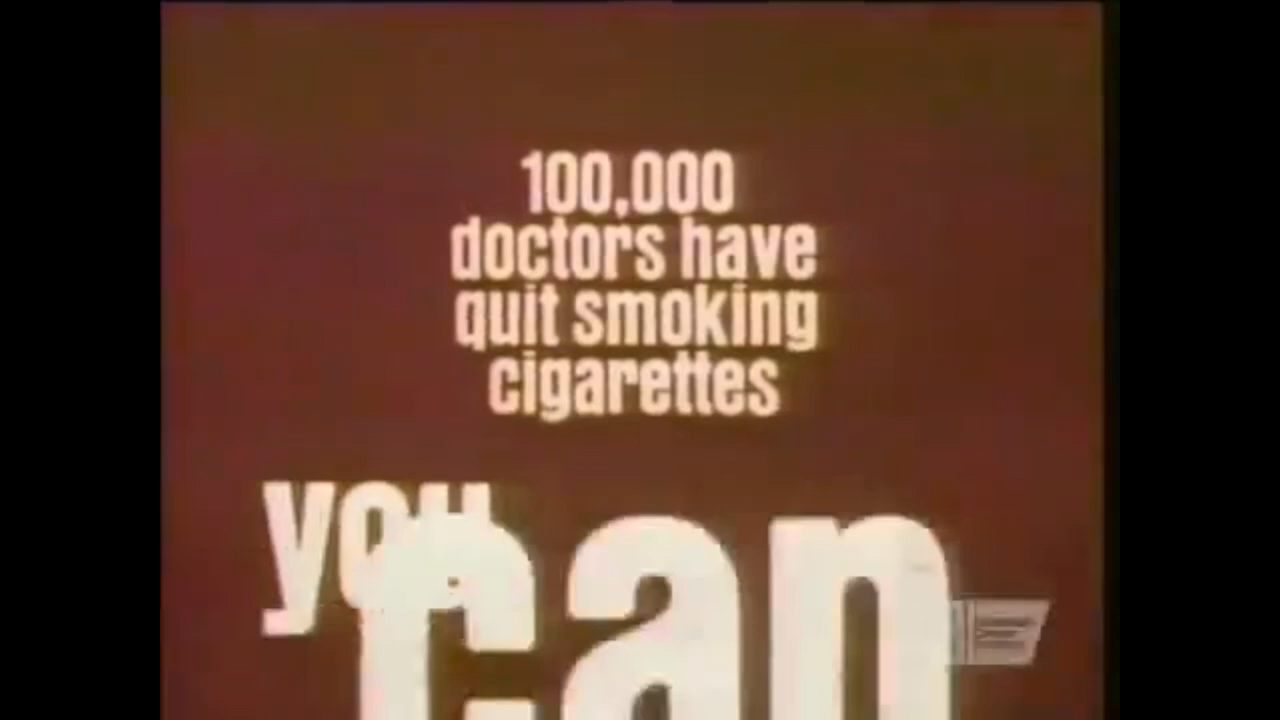 100,000
doctors have
quit smoking
cigarettes
you
can